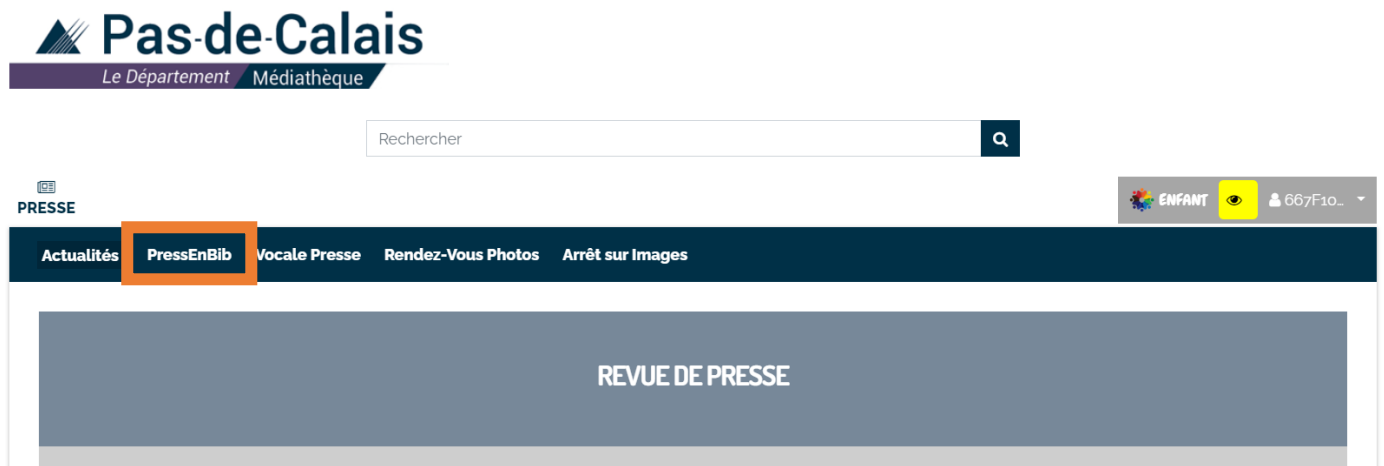 Pas-de-Calais
Le Département Médiathèque
Rechercher
PRESSE
ENFANT 667F10...
Actualités PressEnBib Vocale Presse Rendez-Vous Photos Arrêt sur Images
REVUE DE PRESSE